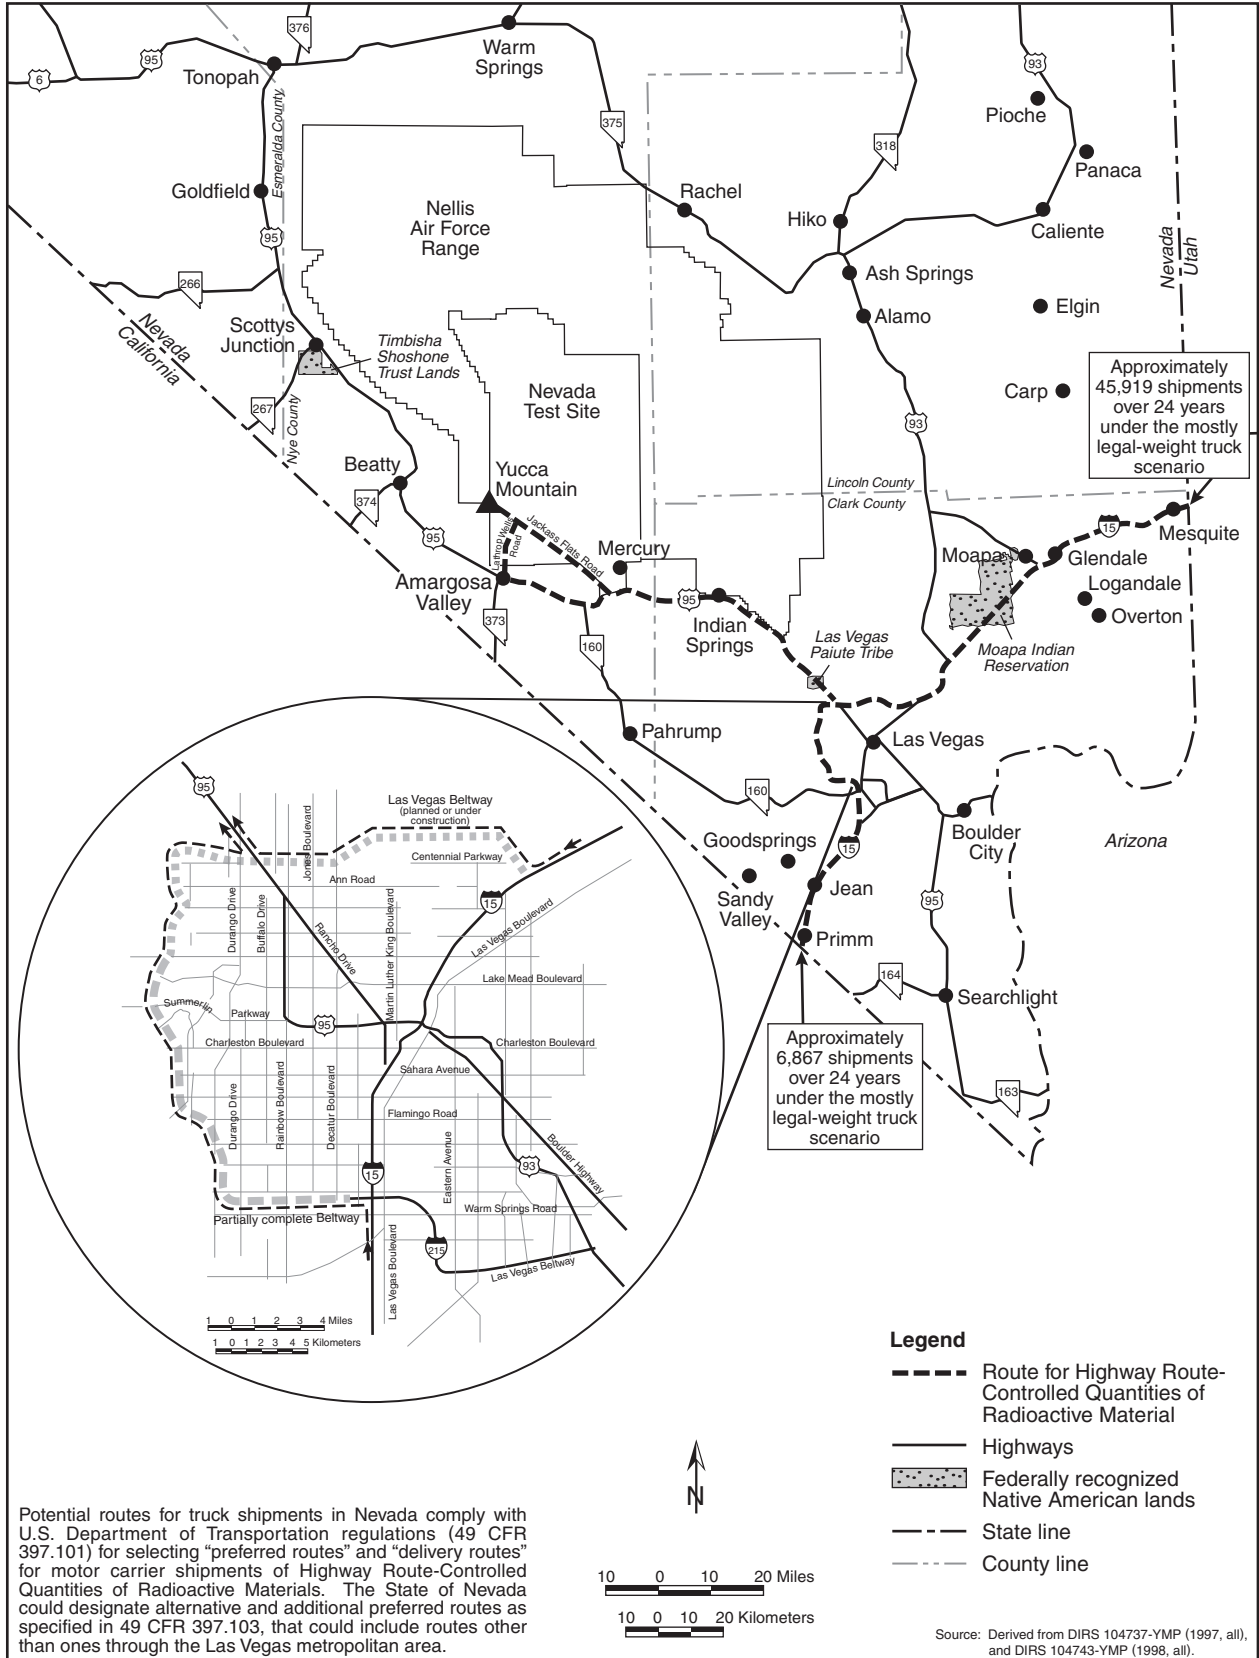 376
95
6
Tonopah
Warm
Springs
93
Pioche
375
318
Panaca
Esmeralda County
Goldfield
Nellis
Air Force
Range
Rachel
Hiko
Caliente
95
Nevada
Utah
266
Ash Springs
Elgin
Alamo
Nevada
California
Scottys
Junction
Timbisha
Shoshone
Trust Lands
Nevada
Test Site
Carp
Approximately
45,919 shipments
over 24 years
under the mostly
legal-weight truck
scenario
267
Nye County
93
Beatty
Yucca
Mountain
374
Lincoln County
Clark County
95
Lathrop Wells
Road
Jackass Flats Road
Mercury
15
Mesquite
Moapa
Glendale
Amargosa
Valley
Logandale
Overton
95
Indian
Springs
373
160
Las Vegas
Paiute Tribe
Moapa Indian
Reservation
Pahrump
Las Vegas
160
Boulder
City
Arizona
Goodsprings
15
Sandy
Valley
Jean
95
Primm
164
Searchlight
Approximately
6,867 shipments
over 24 years
under the mostly
legal-weight truck
scenario
163
95
Las Vegas Beltway
(planned or under
construction)
Jones Boulevard
Centennial Parkway
Ann Road
15
Durango Drive
Buffalo Drive
Rancho Drive
Martin Luther King Boulevard
Las Vegas Boulevard
Lake Mead Boulevard
Summerlin
Parkway
95
Charleston Boulevard
Charleston Boulevard
Sahara Avenue
Durango Drive
Rainbow Boulevard
Decatur Boulevard
Flamingo Road
Eastern Avenue
Boulder Highway
15
93
Warm Springs Road
Partially complete Beltway
Las Vegas Boulevard
215
Las Vegas Beltway
1 0 1 2 3 4 Miles
1 0 1 2 3 4 5 Kilometers
Legend
Route for Highway Route-
Controlled Quantities of
Radioactive Material
Highways
Federally recognized
Native American lands
State line
County line
N
10 0 10 20 Miles
10 0 10 20 Kilometers
Potential routes for truck shipments in Nevada comply with
U.S. Department of Transportation regulations (49 CFR
397.101) for selecting “preferred routes” and “delivery routes”
for motor carrier shipments of Highway Route-Controlled
Quantities of Radioactive Materials. The State of Nevada
could designate alternative and additional preferred routes as
specified in 49 CFR 397.103, that could include routes other
than ones through the Las Vegas metropolitan area.
Source: Derived from DIRS 104737-YMP (1997, all),
and DIRS 104743-YMP (1998, all).